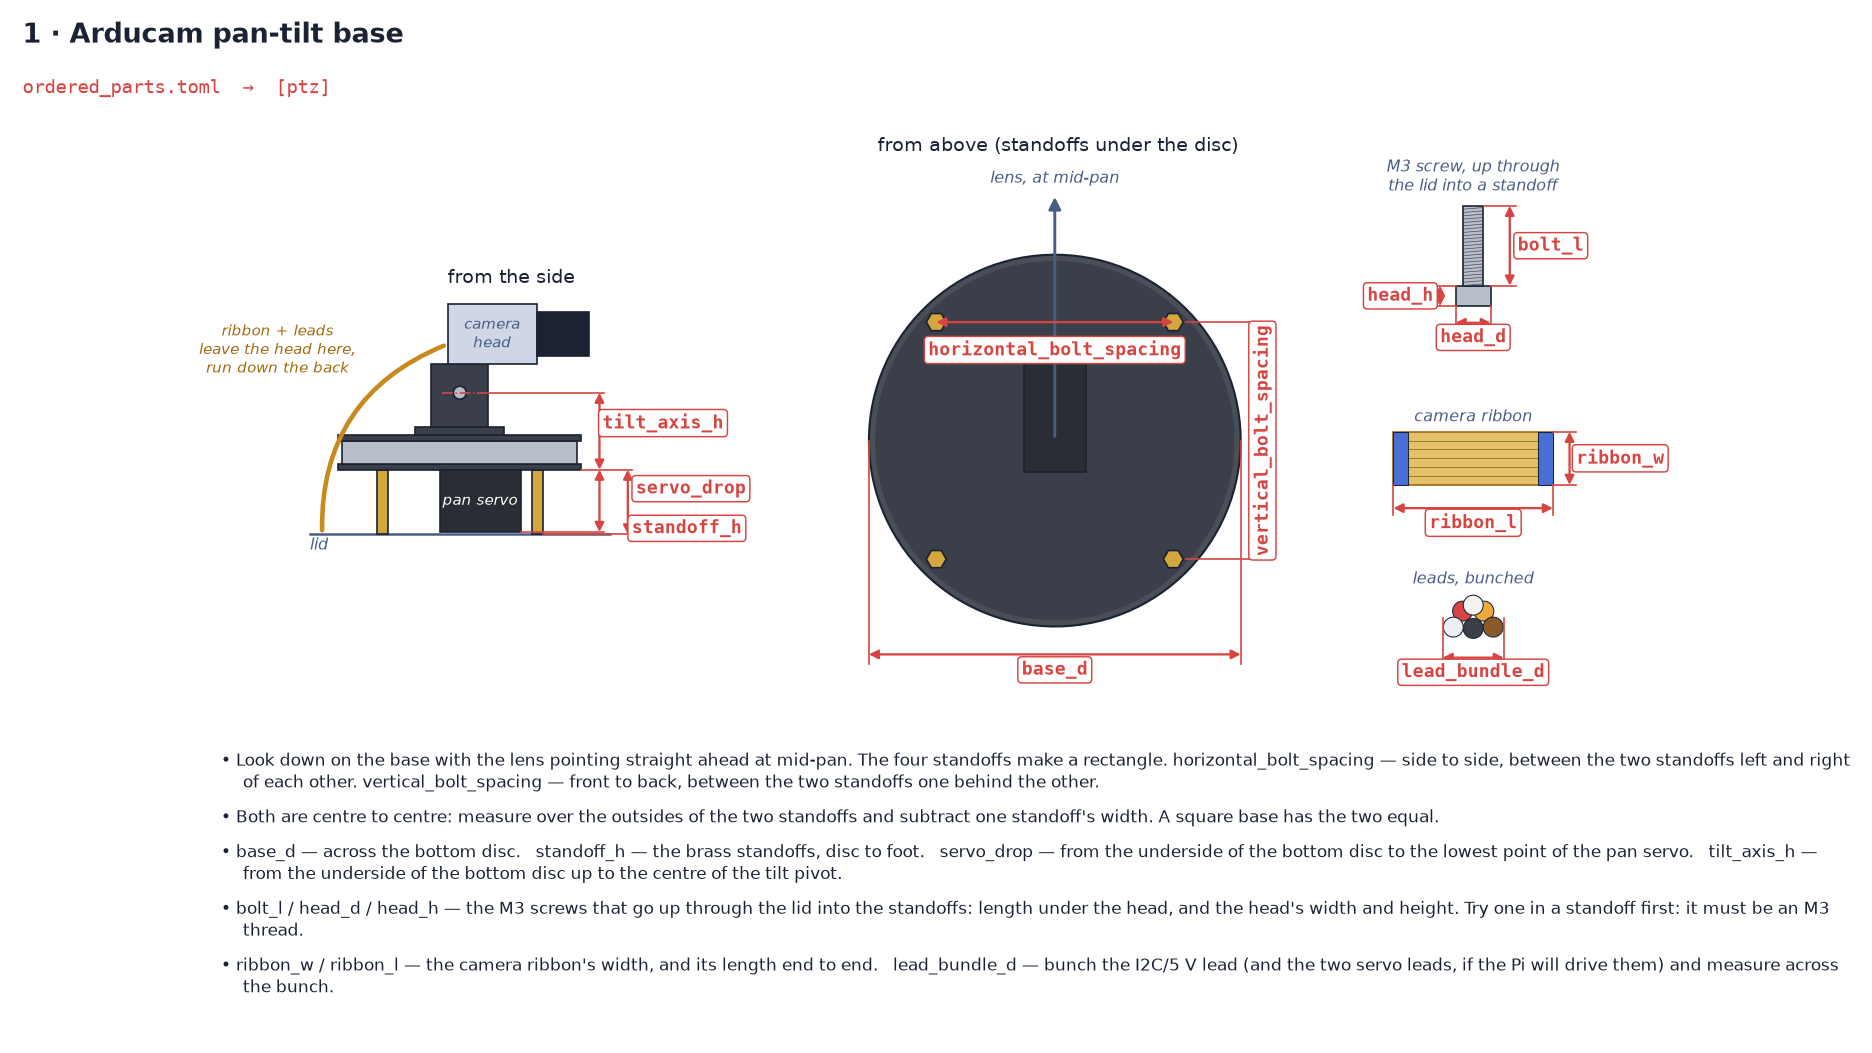 1 · Arducam pan-tilt base
ordered_parts.toml → [ptz]
from the side
ribbon + leads
leave the head here,
run down the back
camera
head
tilt_axis_h
servo_drop
pan servo
standoff_h
lid
from above (standoffs under the disc)
lens, at mid-pan
horizontal_bolt_spacing
vertical_bolt_spacing
base_d
M3 screw, up through
the lid into a standoff
bolt_l
head_h
head_d
camera ribbon
ribbon_w
ribbon_l
leads, bunched
lead_bundle_d
• Look down on the base with the lens pointing straight ahead at mid-pan. The four standoffs make a rectangle. horizontal_bolt_spacing — side to side, between the two standoffs left and right
of each other. vertical_bolt_spacing — front to back, between the two standoffs one behind the other.
• Both are centre to centre: measure over the outsides of the two standoffs and subtract one standoff's width. A square base has the two equal.
• base_d — across the bottom disc.   standoff_h — the brass standoffs, disc to foot.   servo_drop — from the underside of the bottom disc to the lowest point of the pan servo.   tilt_axis_h —
from the underside of the bottom disc up to the centre of the tilt pivot.
• bolt_l / head_d / head_h — the M3 screws that go up through the lid into the standoffs: length under the head, and the head's width and height. Try one in a standoff first: it must be an M3
thread.
• ribbon_w / ribbon_l — the camera ribbon's width, and its length end to end.   lead_bundle_d — bunch the I2C/5 V lead (and the two servo leads, if the Pi will drive them) and measure across
the bunch.